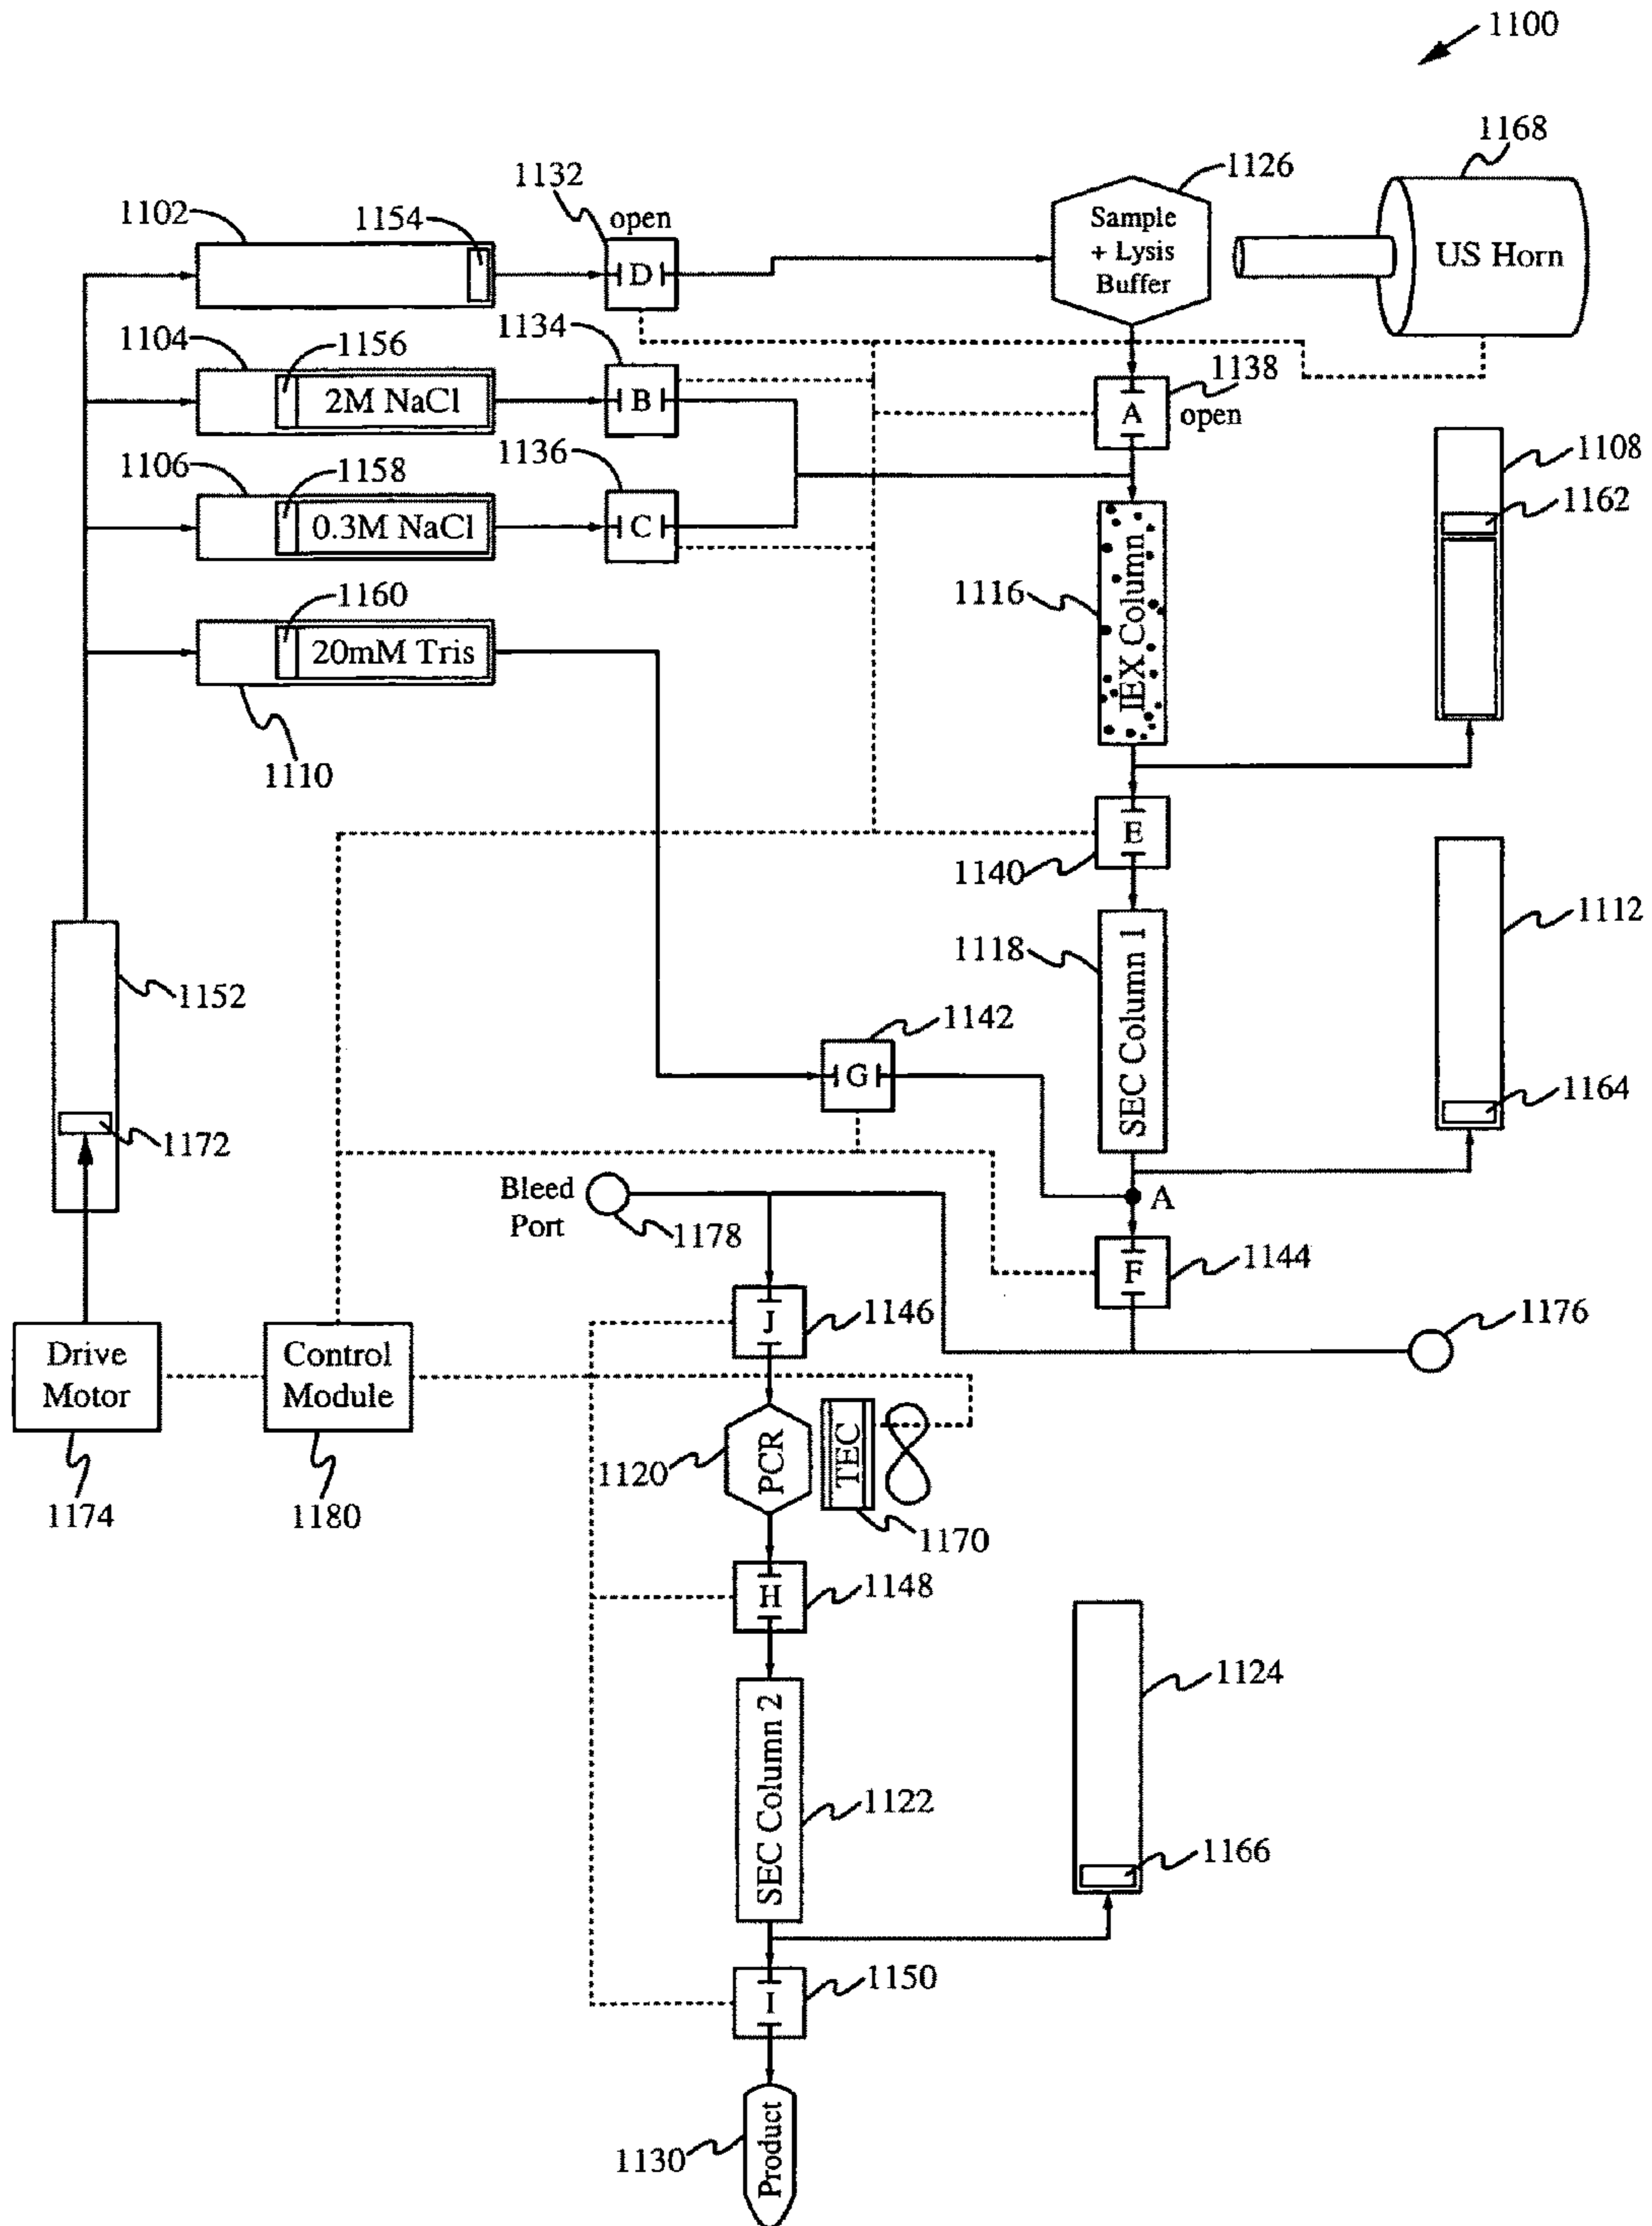 1100
1168
1132
1126
1102
1154
open
D
Sample
+ Lysis
Buffer
US Horn
1104
1156
1134
1138
2M NaCl
B
A
open
1106
1158
1136
1108
1162
0.3M NaCl
C
1160
1116
IEX Column
20mM Tris
1110
E
1140
1112
1118
SEC Column 1
1152
1142
G
1164
1172
Bleed
Port
1178
A
F
1144
J
1146
1176
Drive
Motor
Control
Module
1120
PCR
TEC
1174
1180
1170
H
1148
1124
SEC Column 2
1122
1166
I
1150
1130
Product